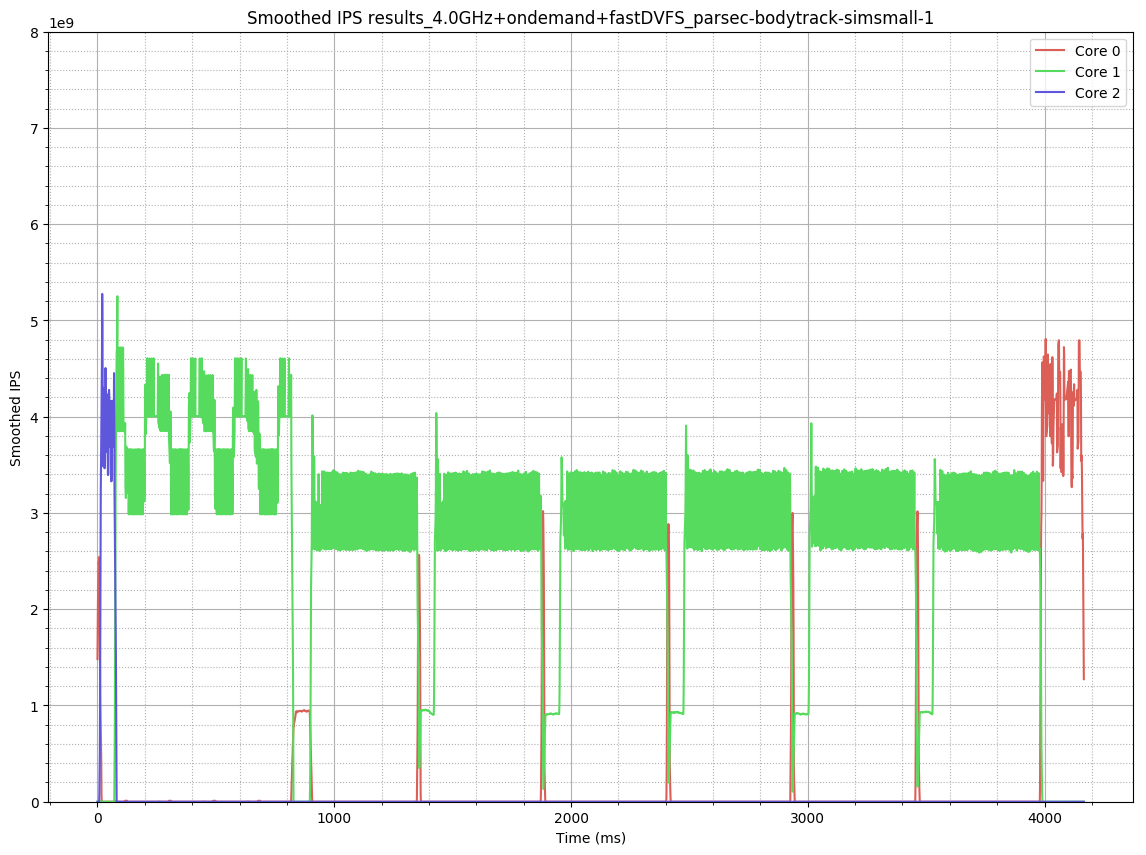 Smoothed IPS results_4.0GHz+ondemand+fastDVFS_parsec-bodytrack-simsmall-1
1e9
8
7
6
5
4
3
2
1
0
Smoothed IPS
Core 0
Core 1
Core 2
0 1000 2000 3000 4000
Time (ms)